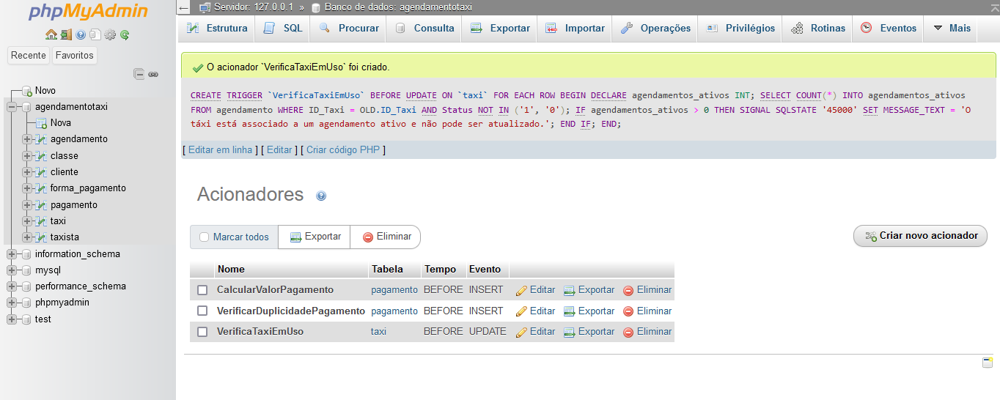 phpMyAdmin
Servidor: 127.0.0.1 » Banco de dados: agendamentotaxi
Estrutura SQL Procurar Consulta Exportar Importar Operações Privilégios Rotinas Eventos Mais
Recente Favoritos
Novo
agendamentotaxi
Nova
agendamento
classe
cliente
forma_pagamento
pagamento
taxi
taxista
information_schema
mysql
performance_schema
phpmyadmin
test
O acionador `VerificaTaxiEmUso` foi criado.
CREATE TRIGGER `VerificaTaxiEmUso` BEFORE UPDATE ON `taxi` FOR EACH ROW BEGIN DECLARE agendamentos_ativos INT; SELECT COUNT(*) INTO agendamentos_ativos
FROM agendamento WHERE ID_Taxi = OLD.ID_Taxi AND Status NOT IN ('1', '0'); IF agendamentos_ativos > 0 THEN SIGNAL SQLSTATE '45000' SET MESSAGE_TEXT = 'O
táxi está associado a um agendamento ativo e não pode ser atualizado.'; END IF; END;
[ Editar em linha ] [ Editar ] [ Criar código PHP ]
Acionadores
Marcar todos Exportar Eliminar
Criar novo acionador
Nome Tabela Tempo Evento
CalcularValorPagamento pagamento BEFORE INSERT Editar Exportar Eliminar
VerificarDuplicidadePagamento pagamento BEFORE INSERT Editar Exportar Eliminar
VerificaTaxiEmUso taxi BEFORE UPDATE Editar Exportar Eliminar